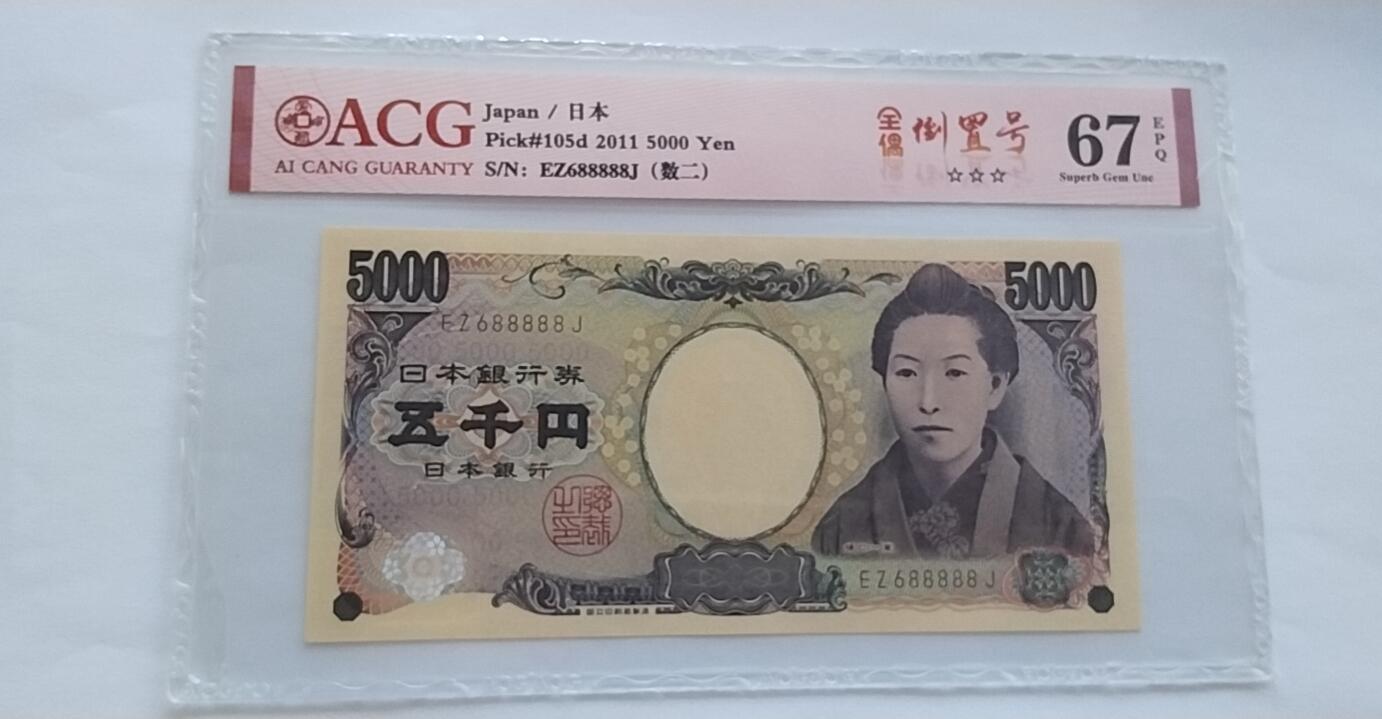 ACG
AI CANG GUARANTY
Japan / 日本
Pick#105d 2011 5000 Yen
S/N: EZ688888J (数二)
全偶
倒置号
☆☆☆
67
EPQ
Superb Gem Unc
5000
5000
EZ688888J
日本銀行券
五千円
日本銀行
EZ688888J